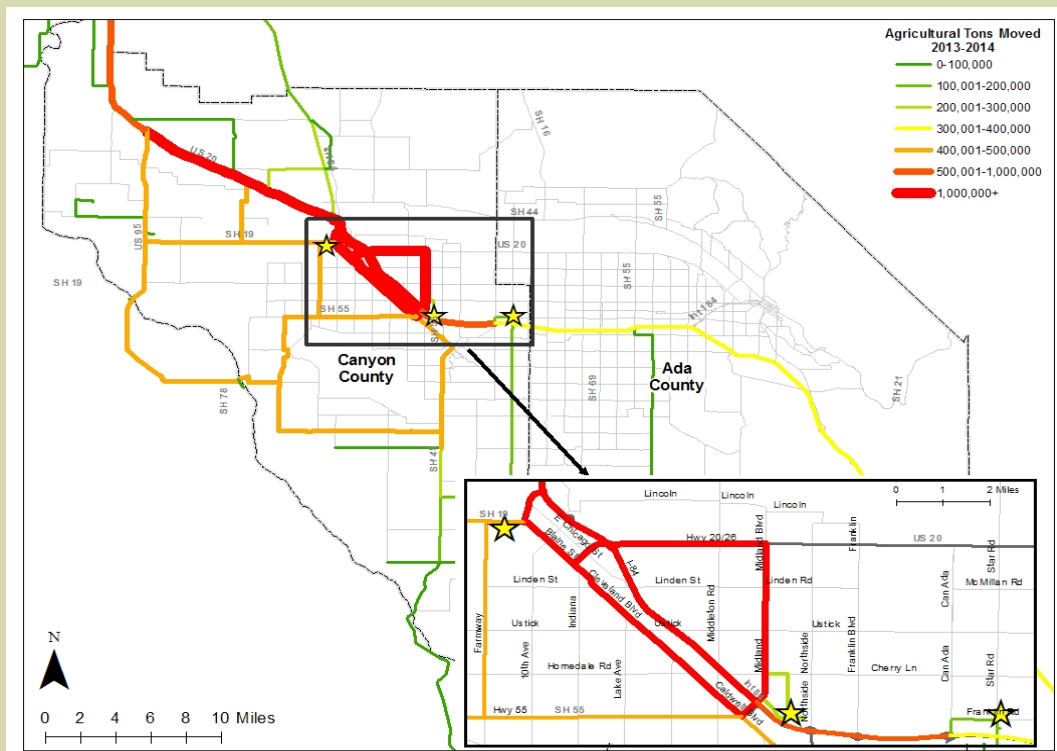 Agricultural Tons Moved
2013-2014
0-100,000
100,001-200,000
200,001-300,000
300,001-400,000
400,001-500,000
500,001-1,000,000
1,000,000+
SH 16
US 20
SH 44
SH 55
US 95
SH 19
US 20
SH 19
SH 55
SH 55
Int 184
Canyon
County
Ada
County
SH 78
SH 69
SH 21
SH 45
N
0 2 4 6 8 10 Miles
0 1 2 Miles
Lincoln
Lincoln
Lincoln
SH 19
E Chicago St
Blaine St
Hwy 20/26
Midland Blvd
Franklin
US 20
Star Rd
I-84
Linden St
Cleveland Blvd
Linden St
Middleton Rd
Linden Rd
Can Ada
McMillan Rd
Farmway
Indiana
Ustick
Ustick
Ustick
10th Ave
Homedale Rd
Lake Ave
Midland
Northside
Franklin Blvd
Cherry Ln
Can Ada
Star Rd
Hwy 55
SH 55
Caldwell Blvd
Northside
Franklin Rd